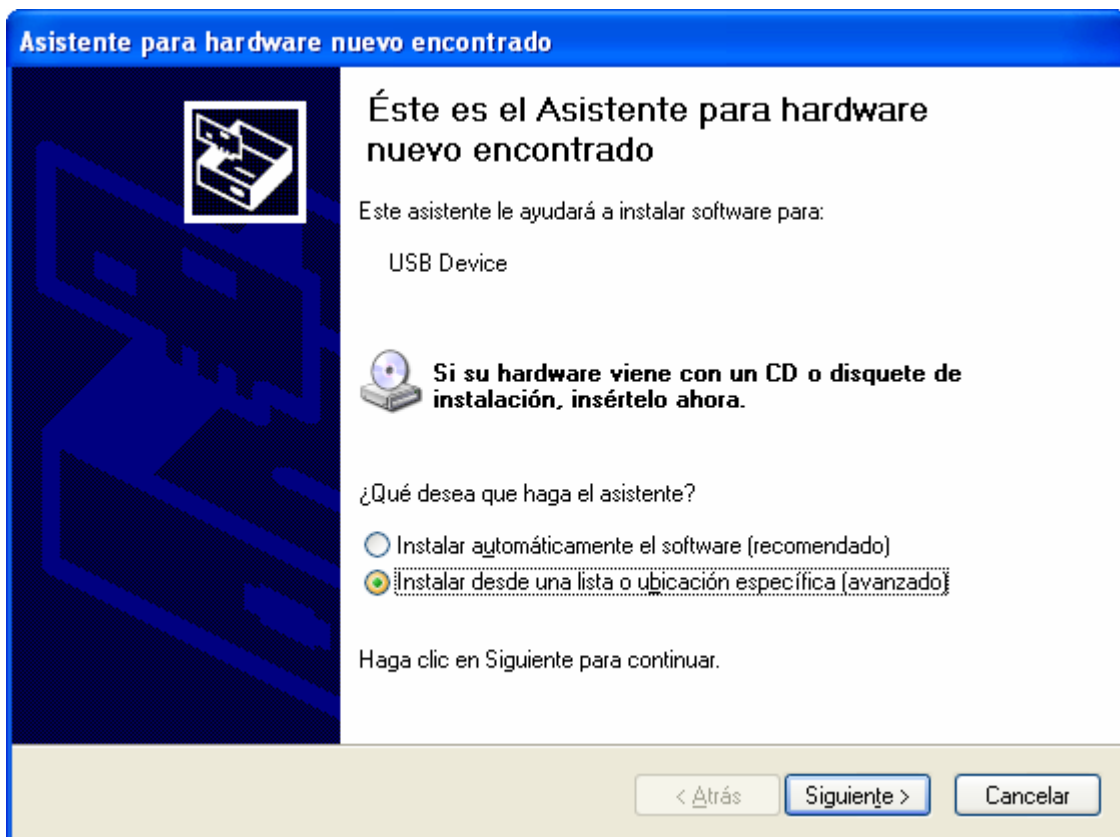 Asistente para hardware nuevo encontrado
Éste es el Asistente para hardware
nuevo encontrado
Este asistente le ayudará a instalar software para:
USB Device
Si su hardware viene con un CD o disquete de
instalación, insértelo ahora.
¿Qué desea que haga el asistente?
Instalar automáticamente el software (recomendado)
Instalar desde una lista o ubicación específica (avanzado)
Haga clic en Siguiente para continuar.
< Atrás Siguiente > Cancelar